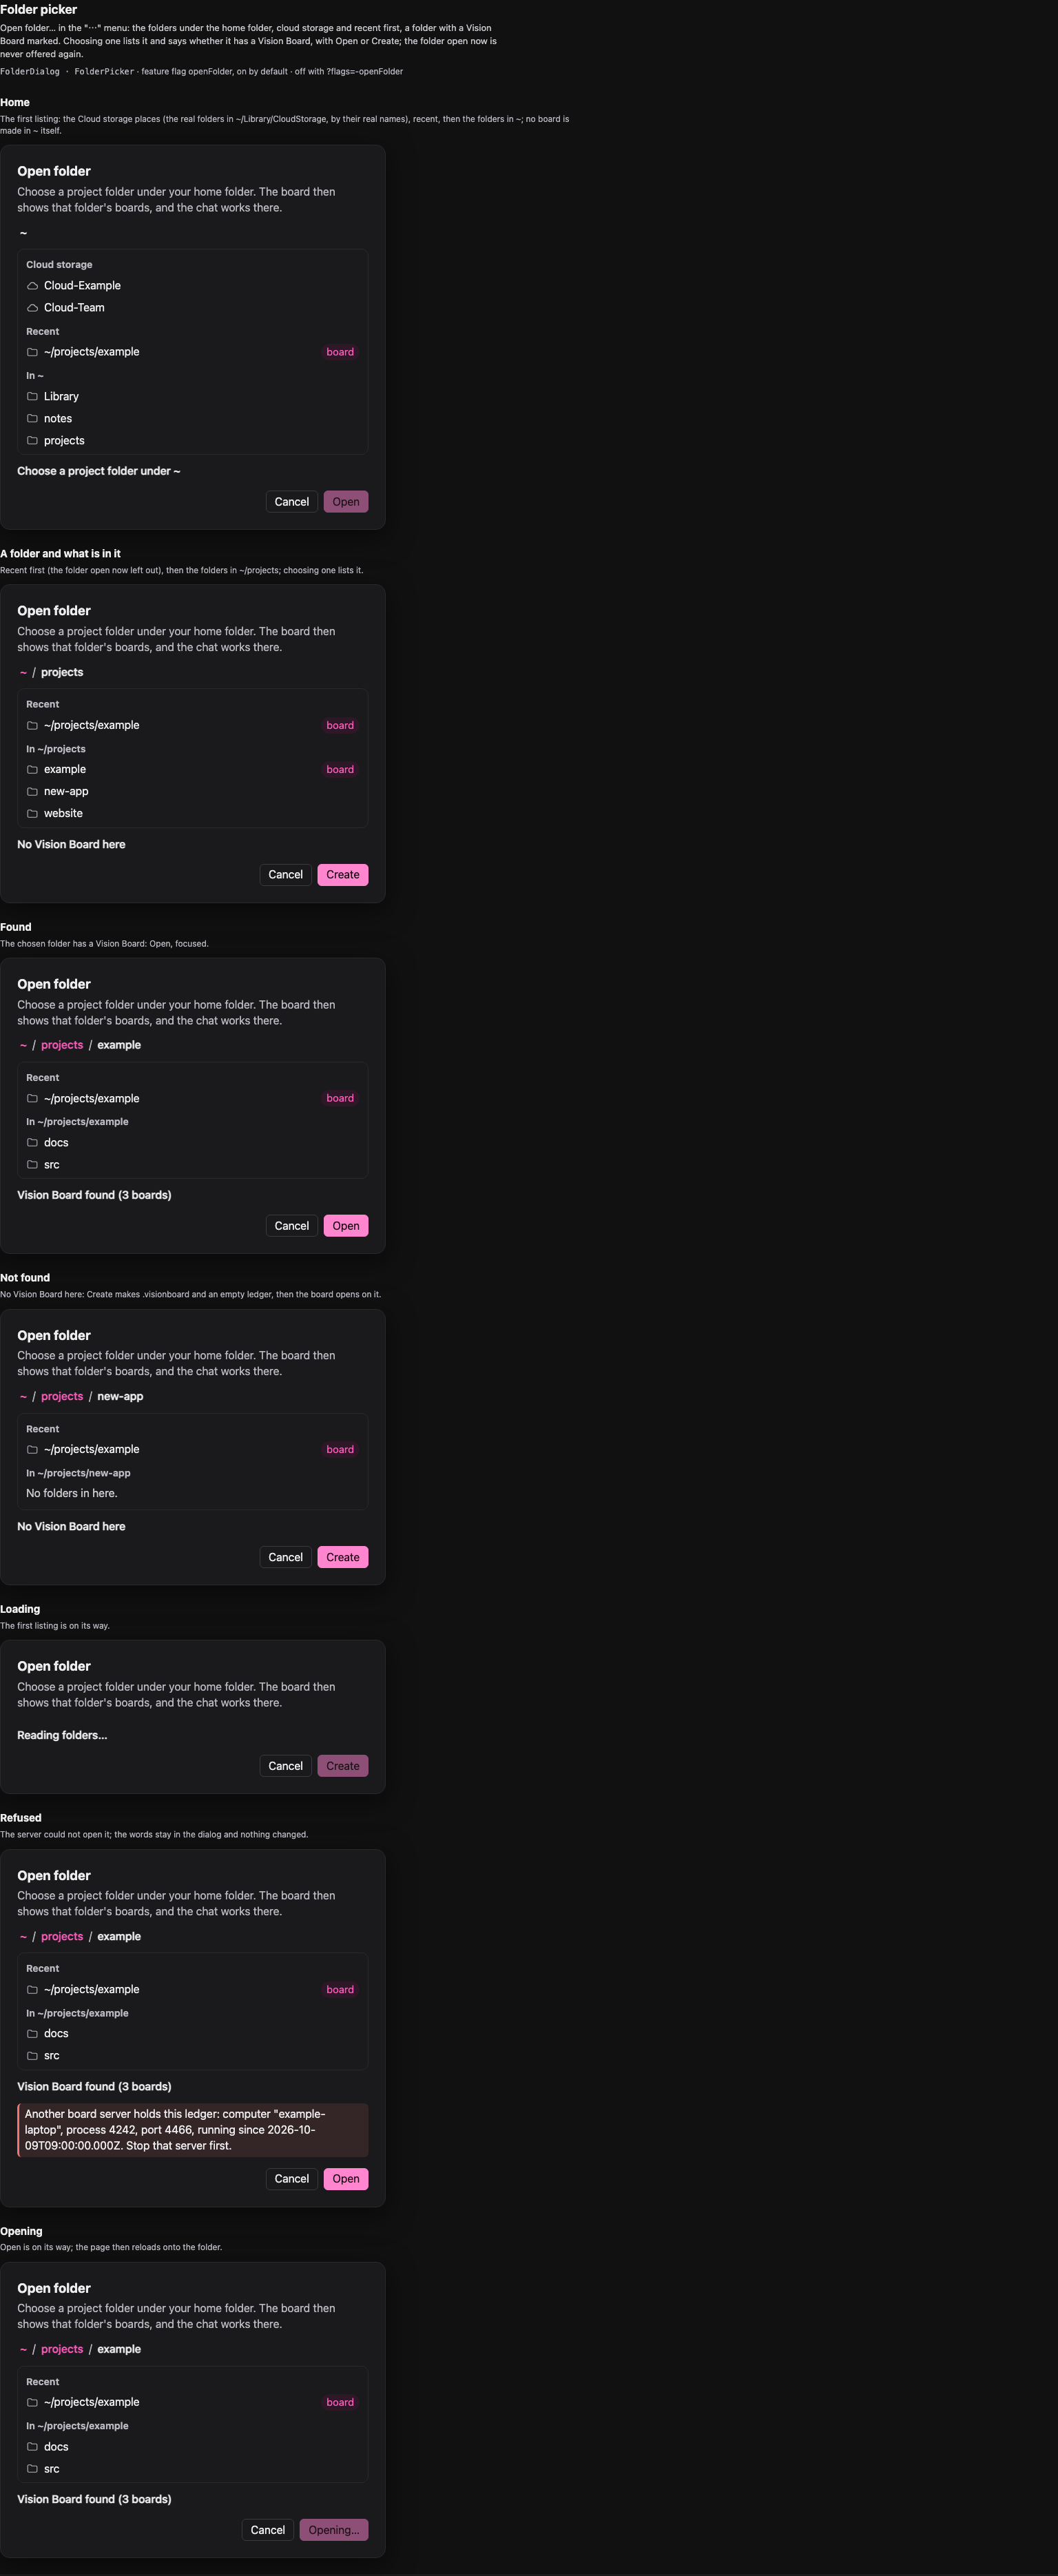 Folder picker
Open folder... in the "···" menu: the folders under the home folder, cloud storage and recent first, a folder with a Vision
Board marked. Choosing one lists it and says whether it has a Vision Board, with Open or Create; the folder open now is
never offered again.
FolderDialog · FolderPicker · feature flag openFolder, on by default · off with ?flags=-openFolder
Home
The first listing: the Cloud storage places (the real folders in ~/Library/CloudStorage, by their real names), recent, then the folders in ~; no board is
made in ~ itself.
Open folder
Choose a project folder under your home folder. The board then
shows that folder's boards, and the chat works there.
~
Cloud storage
Cloud-Example
Cloud-Team
Recent
~/projects/example board
In ~
Library
notes
projects
Choose a project folder under ~
Cancel Open
A folder and what is in it
Recent first (the folder open now left out), then the folders in ~/projects; choosing one lists it.
Open folder
Choose a project folder under your home folder. The board then
shows that folder's boards, and the chat works there.
~ / projects
Recent
~/projects/example board
In ~/projects
example board
new-app
website
No Vision Board here
Cancel Create
Found
The chosen folder has a Vision Board: Open, focused.
Open folder
Choose a project folder under your home folder. The board then
shows that folder's boards, and the chat works there.
~ / projects / example
Recent
~/projects/example board
In ~/projects/example
docs
src
Vision Board found (3 boards)
Cancel Open
Not found
No Vision Board here: Create makes .visionboard and an empty ledger, then the board opens on it.
Open folder
Choose a project folder under your home folder. The board then
shows that folder's boards, and the chat works there.
~ / projects / new-app
Recent
~/projects/example board
In ~/projects/new-app
No folders in here.
No Vision Board here
Cancel Create
Loading
The first listing is on its way.
Open folder
Choose a project folder under your home folder. The board then
shows that folder's boards, and the chat works there.
Reading folders...
Cancel Create
Refused
The server could not open it; the words stay in the dialog and nothing changed.
Open folder
Choose a project folder under your home folder. The board then
shows that folder's boards, and the chat works there.
~ / projects / example
Recent
~/projects/example board
In ~/projects/example
docs
src
Vision Board found (3 boards)
Another board server holds this ledger: computer "example-
laptop", process 4242, port 4466, running since 2026-10-
09T09:00:00.000Z. Stop that server first.
Cancel Open
Opening
Open is on its way; the page then reloads onto the folder.
Open folder
Choose a project folder under your home folder. The board then
shows that folder's boards, and the chat works there.
~ / projects / example
Recent
~/projects/example board
In ~/projects/example
docs
src
Vision Board found (3 boards)
Cancel Opening...